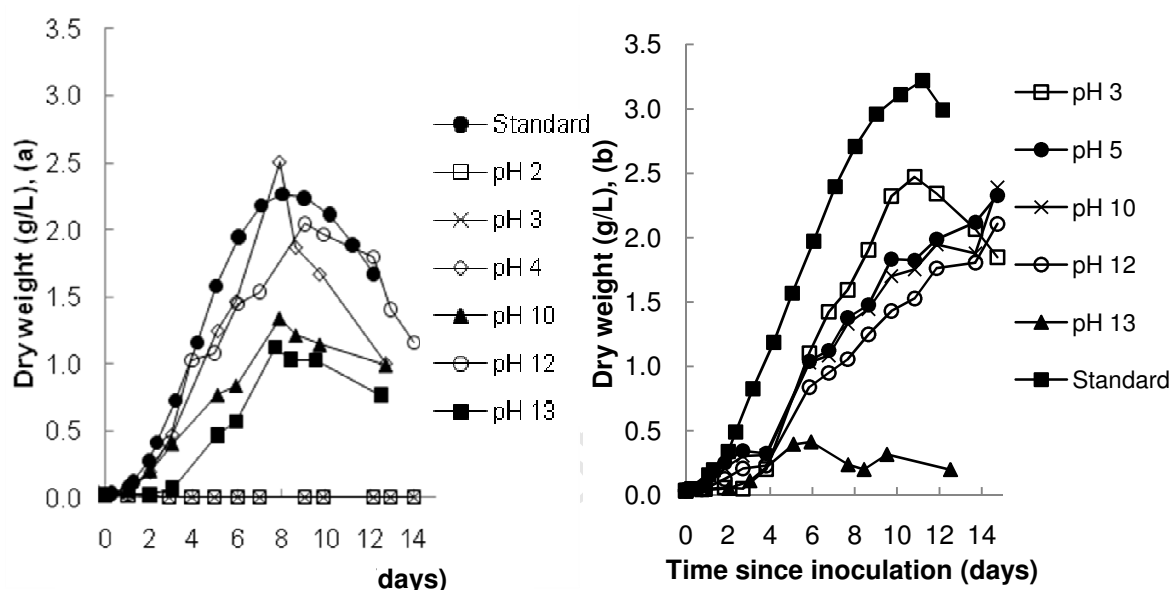 Dry weight (g/L), (a)
3.5
3.0
2.5
2.0
1.5
1.0
0.5
0.0
0 2 4 6 8 10 12 14
days)
Standard
pH 2
pH 3
pH 4
pH 10
pH 12
pH 13
Dry weight (g/L), (b)
3.5
3.0
2.5
2.0
1.5
1.0
0.5
0.0
0 2 4 6 8 10 12 14
Time since inoculation (days)
pH 3
pH 5
pH 10
pH 12
pH 13
Standard